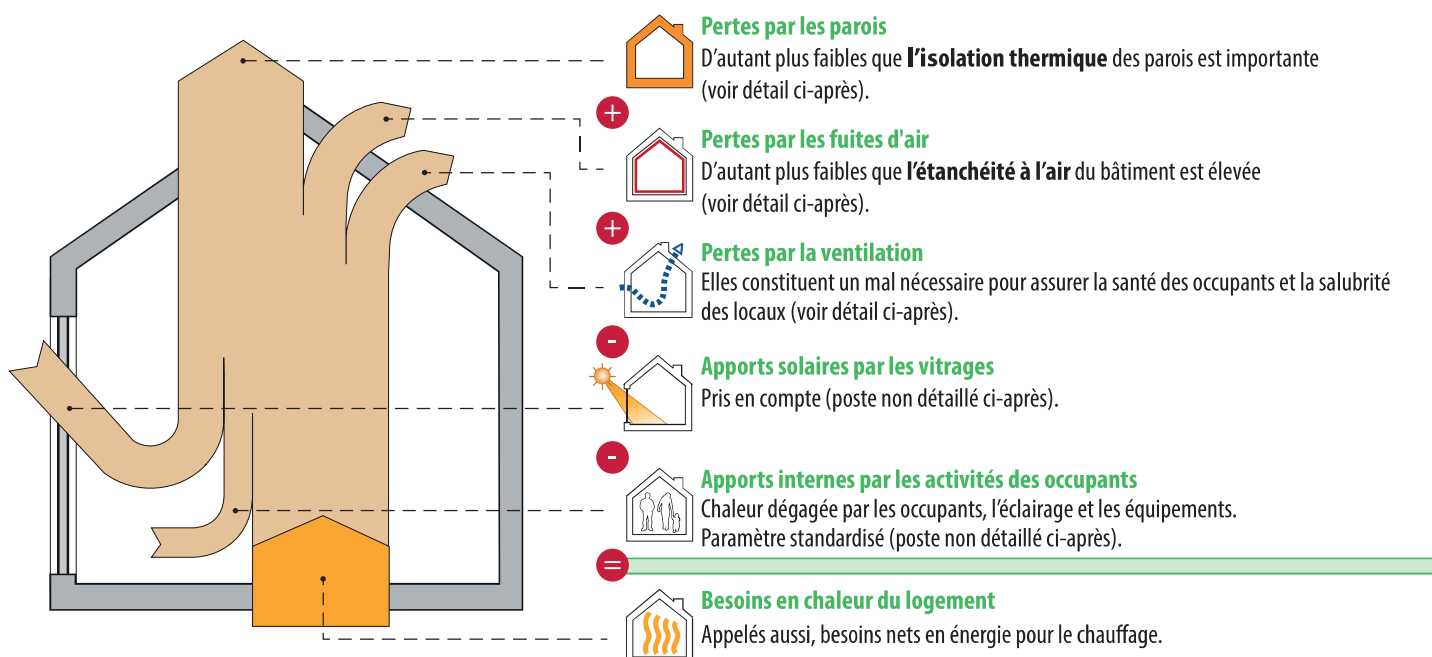 Pertes par les parois
D'autant plus faibles que l'isolation thermique des parois est importante
(voir détail ci-après).
+
Pertes par les fuites d'air
D'autant plus faibles que l'étanchéité à l'air du bâtiment est élevée
(voir détail ci-après).
+
Pertes par la ventilation
Elles constituent un mal nécessaire pour assurer la santé des occupants et la salubrité
des locaux (voir détail ci-après).
-
Apports solaires par les vitrages
Pris en compte (poste non détaillé ci-après).
-
Apports internes par les activités des occupants
Chaleur dégagée par les occupants, l'éclairage et les équipements.
Paramètre standardisé (poste non détaillé ci-après).
=
Besoins en chaleur du logement
Appelés aussi, besoins nets en énergie pour le chauffage.